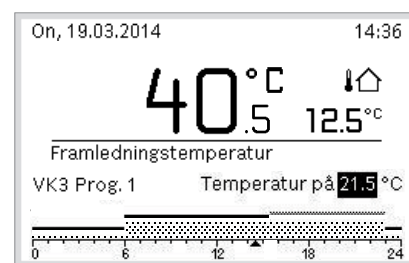 On, 19.03.2014 14:36
40.5 °C 12.5°C
Framledningstemperatur
VK3 Prog. 1 Temperatur på 21.5 °C
0 6 12 18 24